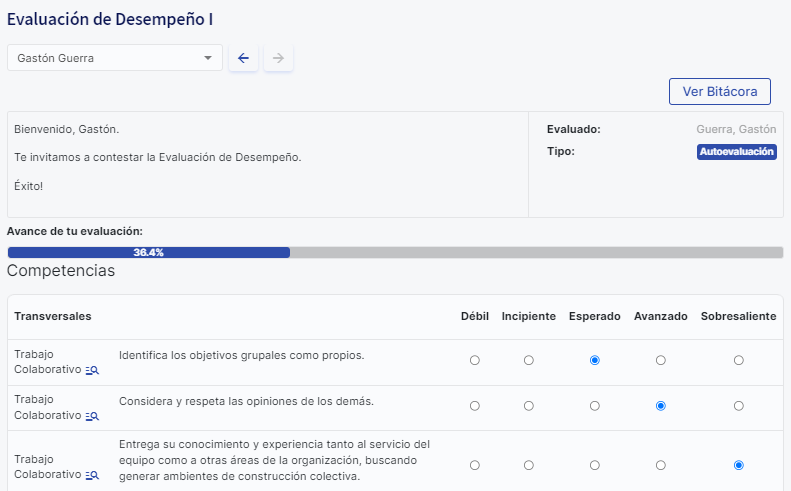 Evaluación de Desempeño I
Gastón Guerra
Ver Bitácora
Bienvenido, Gastón.
Te invitamos a contestar la Evaluación de Desempeño.
Éxito!
Evaluado: Guerra, Gastón
Tipo: Autoevaluación
Avance de tu evaluación:
36.4%
Competencias
Transversales Débil Incipiente Esperado Avanzado Sobresaliente
Trabajo
Colaborativo
Identifica los objetivos grupales como propios.
Trabajo
Colaborativo
Considera y respeta las opiniones de los demás.
Trabajo
Colaborativo
Entrega su conocimiento y experiencia tanto al servicio del
equipo como a otras áreas de la organización, buscando
generar ambientes de construcción colectiva.